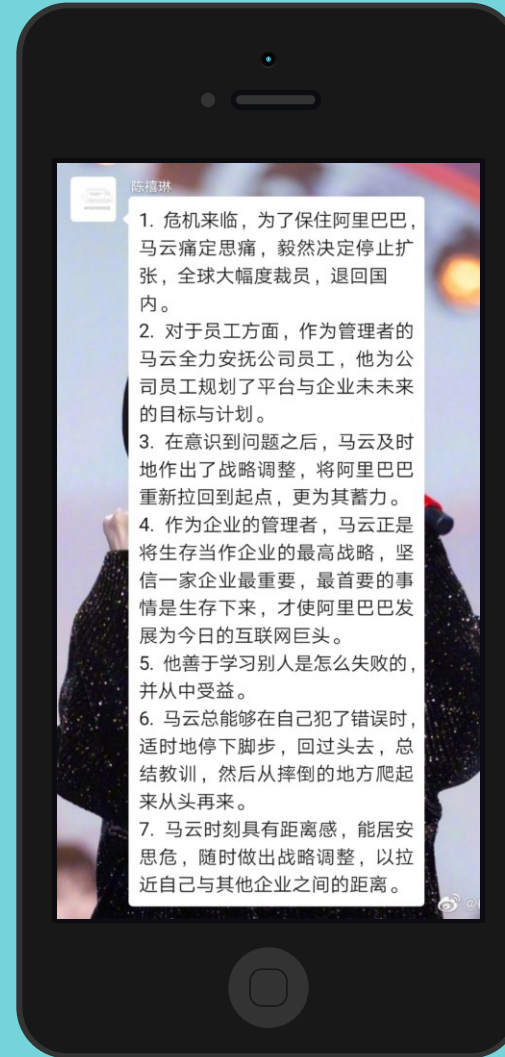 陈禧琳
1. 危机来临，为了保住阿里巴巴，
马云痛定思痛，毅然决定停止扩
张，全球大幅度裁员，退回国
内。
2. 对于员工方面，作为管理者的
马云全力安抚公司员工，他为公
司员工规划了平台与企业未未来
的目标与计划。
3. 在意识到问题之后，马云及时
地作出了战略调整，将阿里巴巴
重新拉回到起点，更为其蓄力。
4. 作为企业的管理者，马云正是
将生存当作企业的最高战略，坚
信一家企业最重要，最首要的事
情是生存下来，才使阿里巴巴发
展为今日的互联网巨头。
5. 他善于学习别人是怎么失败的，
并从中受益。
6. 马云总能够在自己犯了错误时，
适时地停下脚步，回过头去，总
结教训，然后从摔倒的地方爬起
来从头再来。
7. 马云时刻具有距离感，能居安
思危，随时做出战略调整，以拉
近自己与其他企业之间的距离。